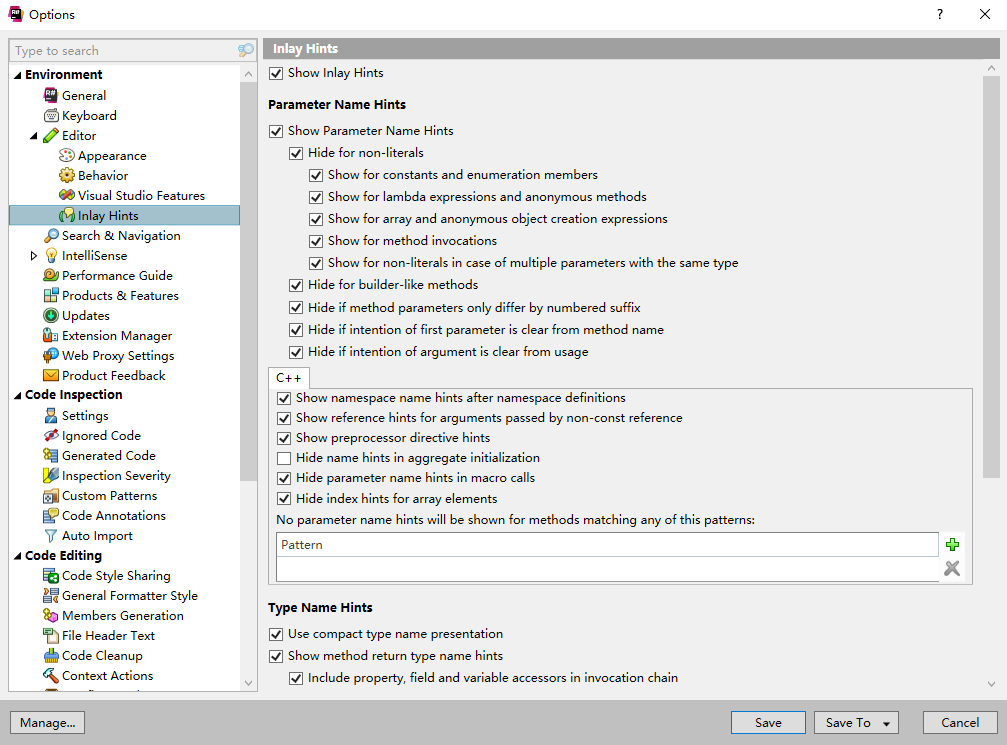 Options
Type to search
Environment
General
Keyboard
Editor
Appearance
Behavior
Visual Studio Features
Inlay Hints
Search & Navigation
IntelliSense
Performance Guide
Products & Features
Updates
Extension Manager
Web Proxy Settings
Product Feedback
Code Inspection
Settings
Ignored Code
Generated Code
Inspection Severity
Custom Patterns
Code Annotations
Auto Import
Code Editing
Code Style Sharing
General Formatter Style
Members Generation
File Header Text
Code Cleanup
Context Actions
Inlay Hints
Show Inlay Hints
Parameter Name Hints
Show Parameter Name Hints
Hide for non-literals
Show for constants and enumeration members
Show for lambda expressions and anonymous methods
Show for array and anonymous object creation expressions
Show for method invocations
Show for non-literals in case of multiple parameters with the same type
Hide for builder-like methods
Hide if method parameters only differ by numbered suffix
Hide if intention of first parameter is clear from method name
Hide if intention of argument is clear from usage
C++
Show namespace name hints after namespace definitions
Show reference hints for arguments passed by non-const reference
Show preprocessor directive hints
Hide name hints in aggregate initialization
Hide parameter name hints in macro calls
Hide index hints for array elements
No parameter name hints will be shown for methods matching any of this patterns:
Pattern
Type Name Hints
Use compact type name presentation
Show method return type name hints
Include property, field and variable accessors in invocation chain
Manage...
Save
Save To
Cancel